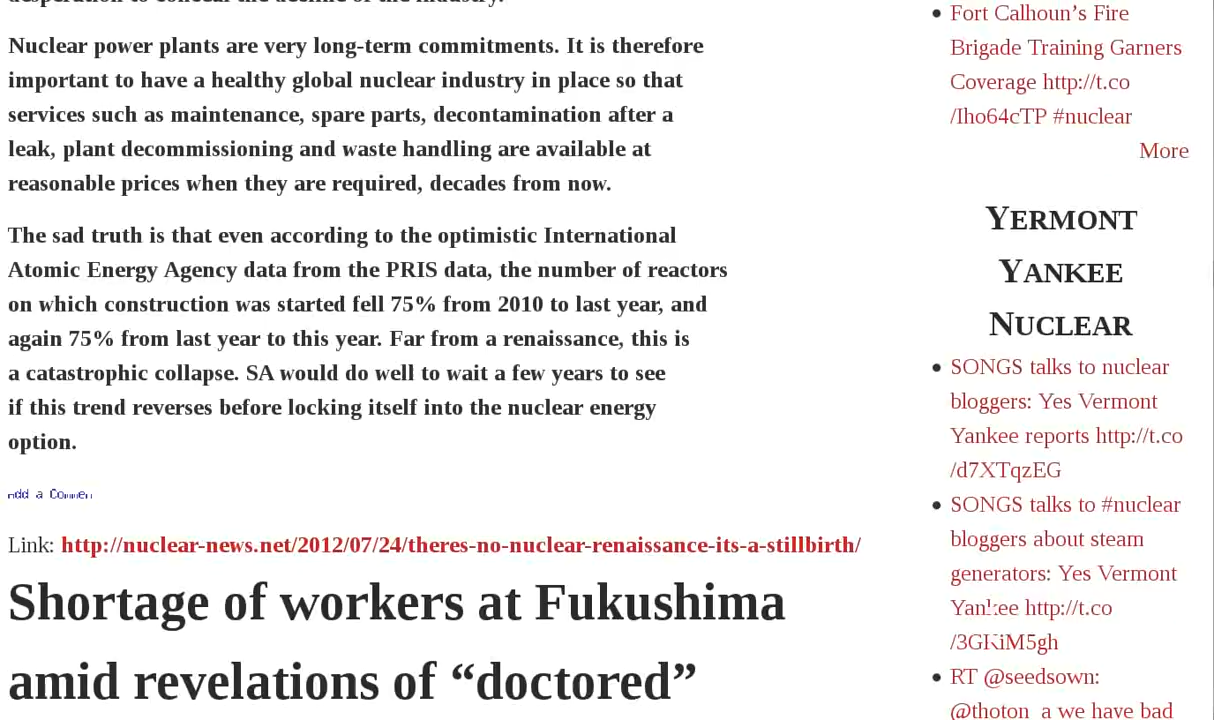 Nuclear power plants are very long-term commitments. It is therefore
important to have a healthy global nuclear industry in place so that
services such as maintenance, spare parts, decontamination after a
leak, plant decommissioning and waste handling are available at
reasonable prices when they are required, decades from now.
The sad truth is that even according to the optimistic International
Atomic Energy Agency data from the PRIS data, the number of reactors
on which construction was started fell 75% from 2010 to last year, and
again 75% from last year to this year. Far from a renaissance, this is
a catastrophic collapse. SA would do well to wait a few years to see
if this trend reverses before locking itself into the nuclear energy
option.
Link: http://nuclear-news.net/2012/07/24/theres-no-nuclear-renaissance-its-a-stillbirth/
Shortage of workers at Fukushima
amid revelations of “doctored”
Fort Calhoun’s Fire
Brigade Training Garners
Coverage http://t.co
/Iho64cTP #nuclear
More
YERMONT
YANKEE
NUCLEAR
SONGS talks to nuclear
bloggers: Yes Vermont
Yankee reports http://t.co
/d7XTqzEG
SONGS talks to #nuclear
bloggers about steam
generators: Yes Vermont
Yankee http://t.co
/3GKiM5gh
RT @seedsown:
@thoton_a we have bad